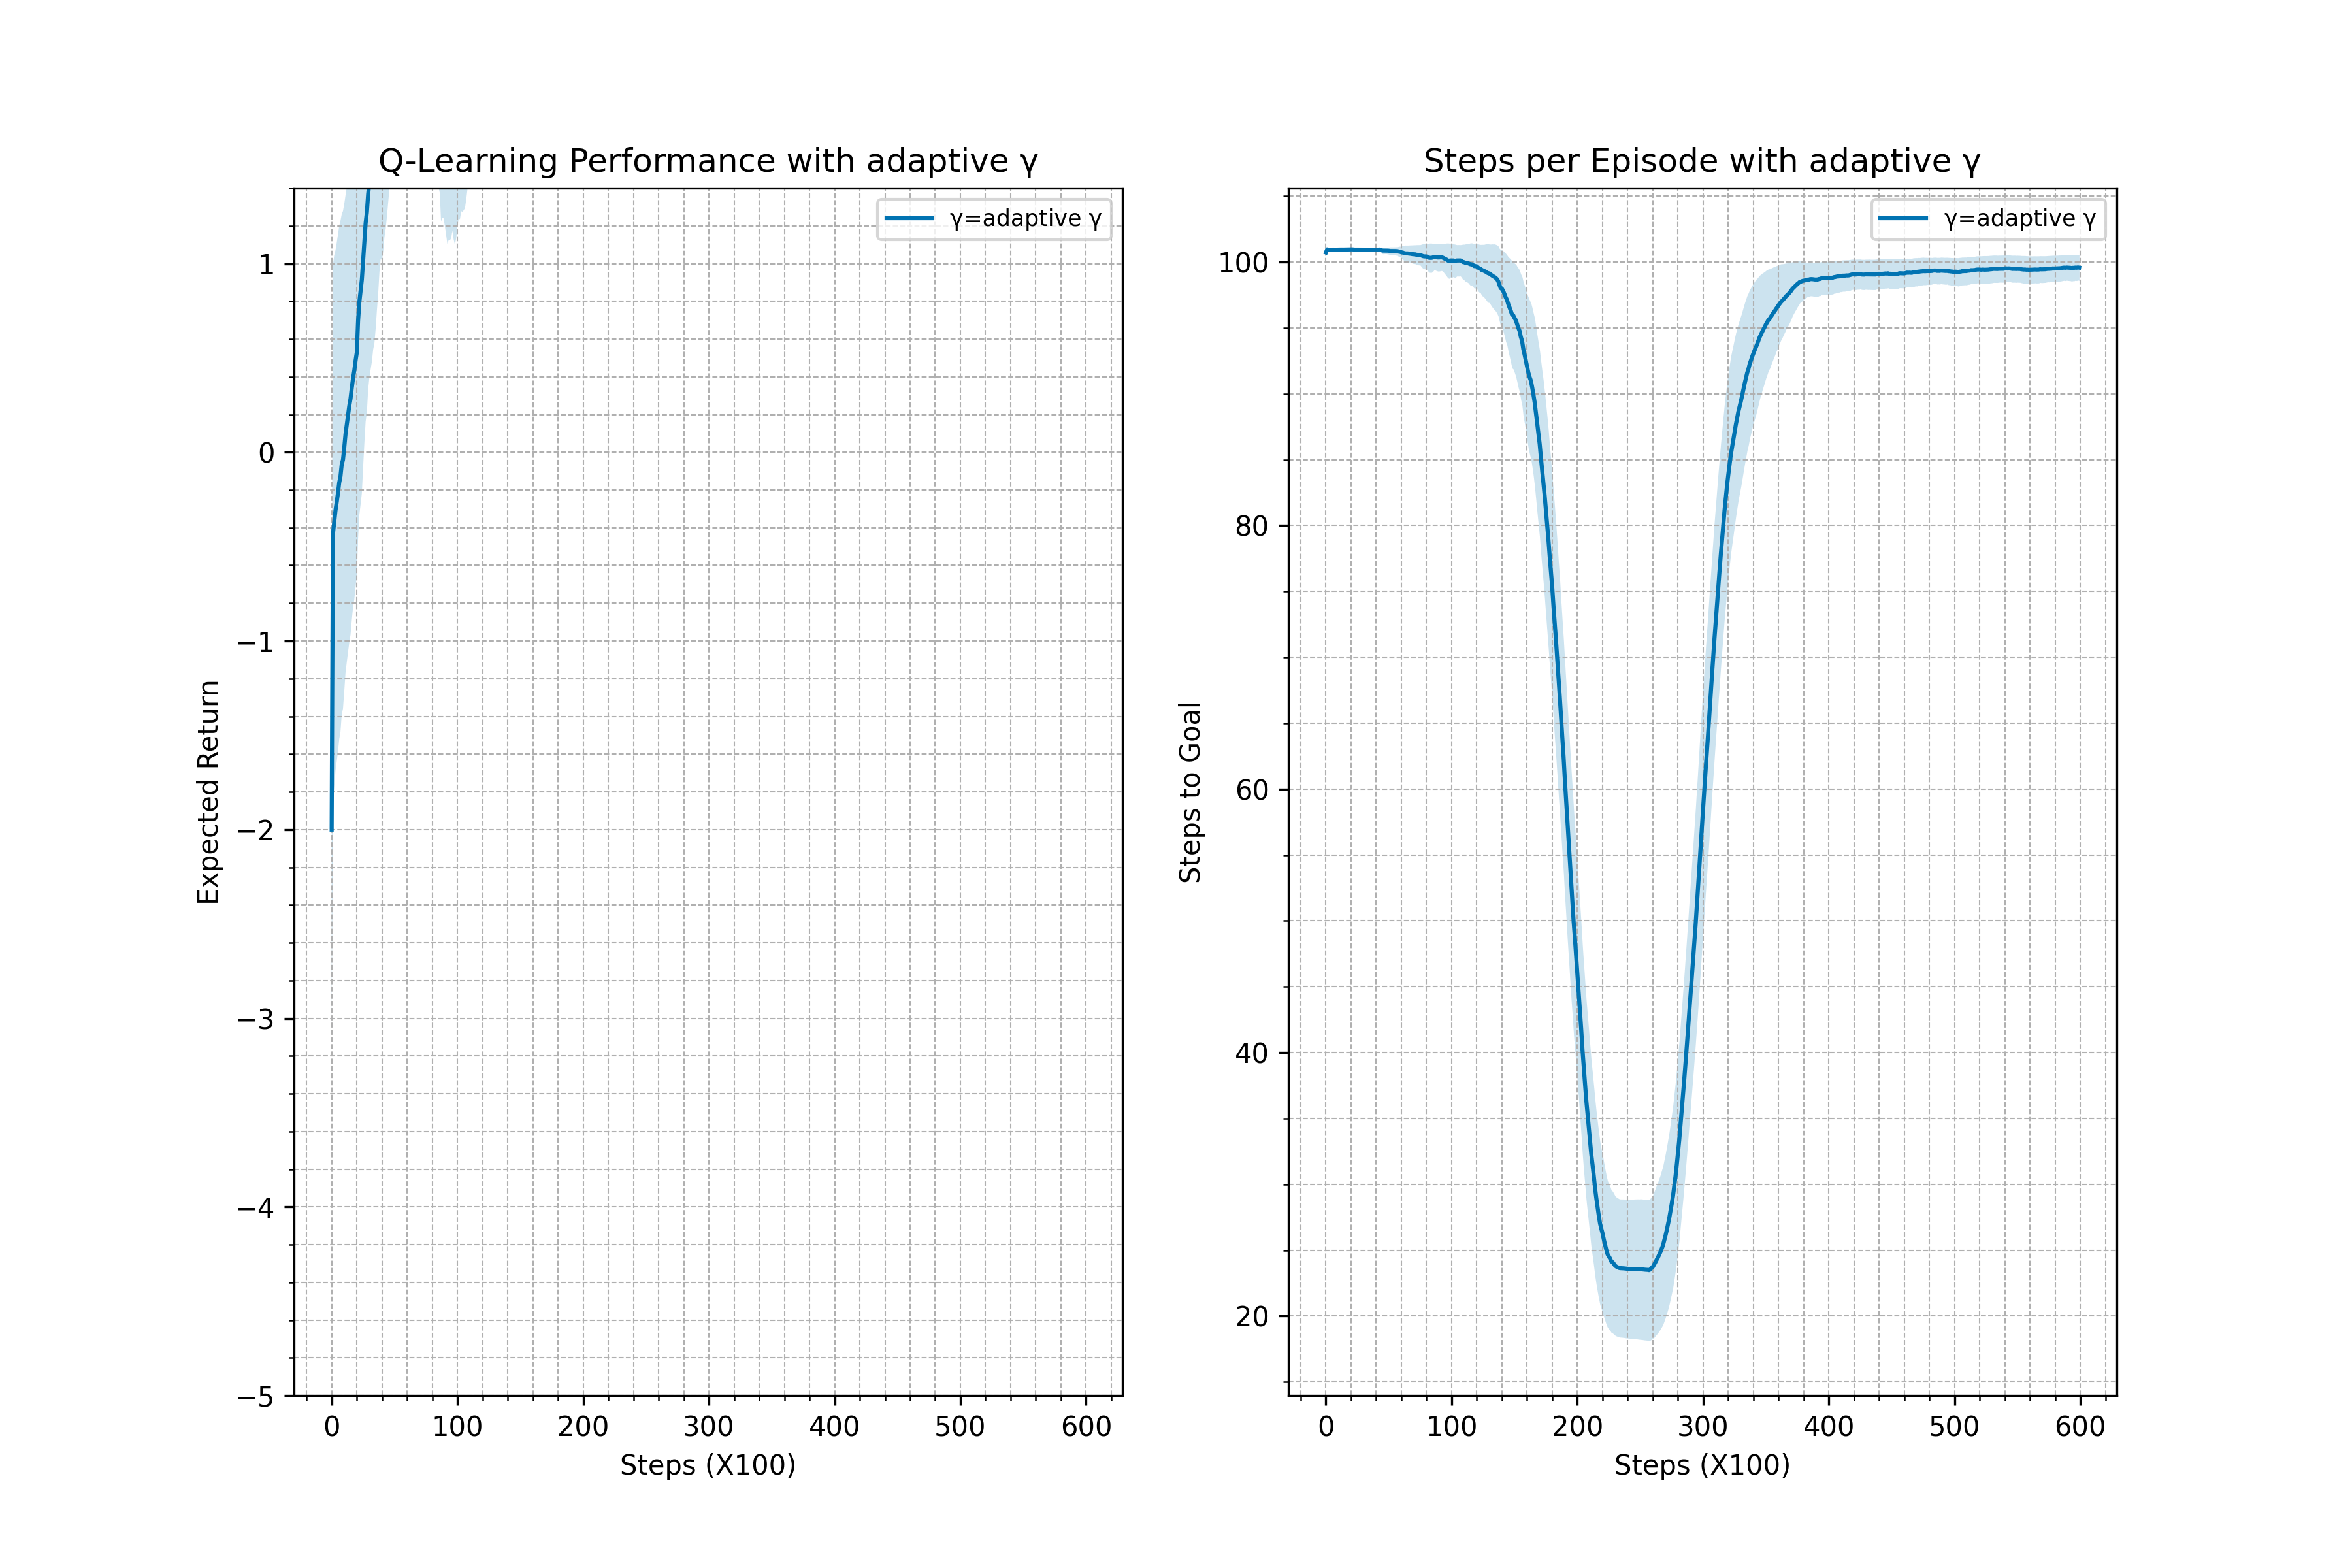 Q-Learning Performance with adaptive γ
γ=adaptive γ
Expected Return
1
0
−1
−2
−3
−4
−5
0 100 200 300 400 500 600
Steps (X100)
Steps per Episode with adaptive γ
γ=adaptive γ
Steps to Goal
100
80
60
40
20
0 100 200 300 400 500 600
Steps (X100)